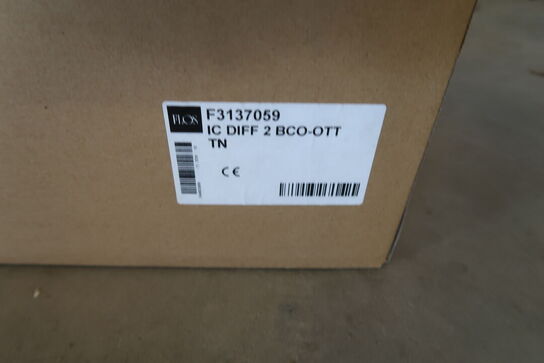 FLOS
F3137059
IC DIFF 2 BCO-OTT
TN
CE